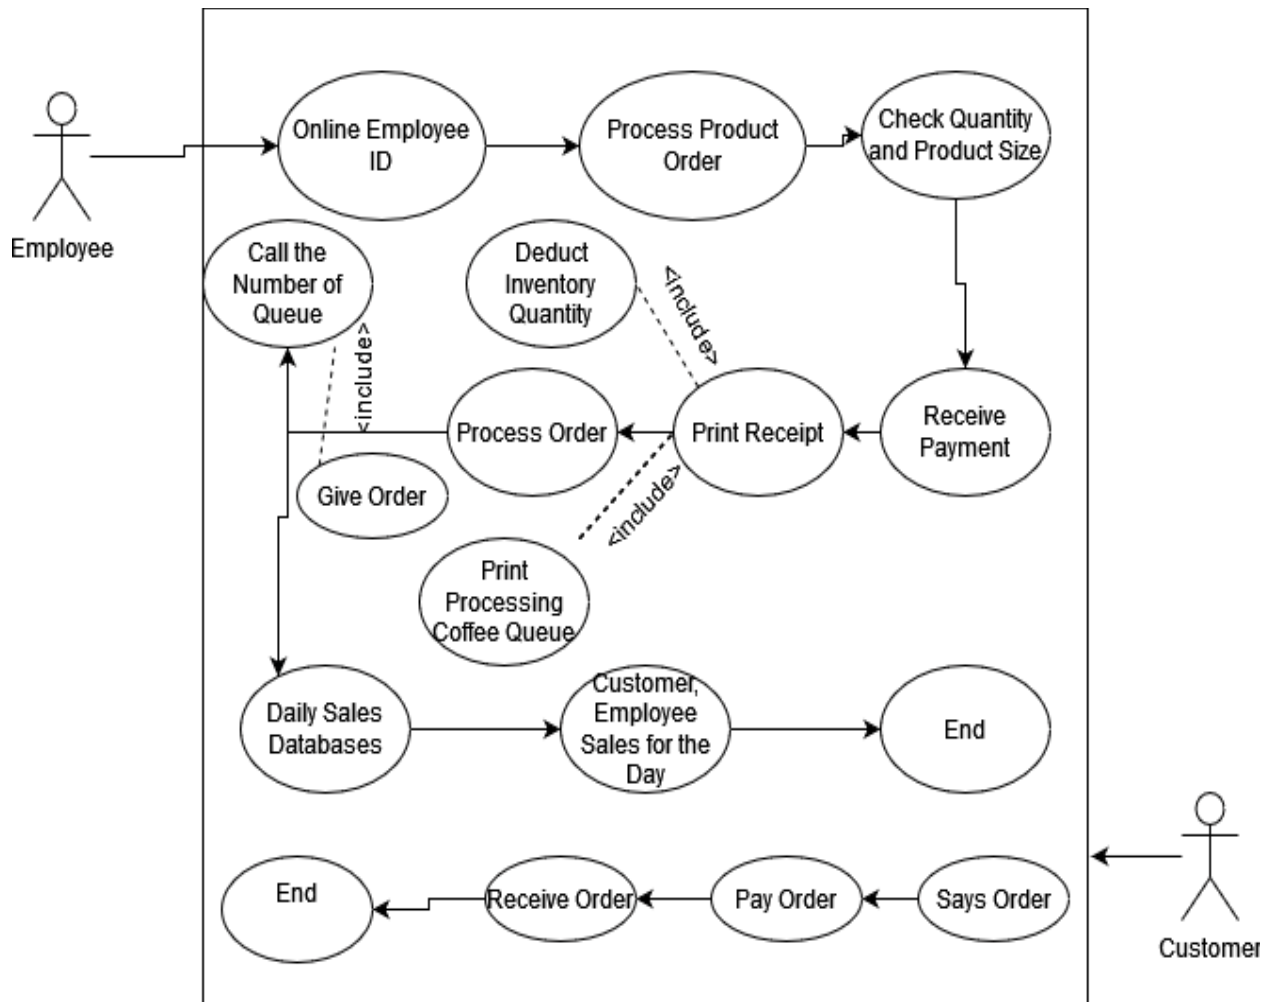 Online Employee
ID
Process Product
Order
Check Quantity
and Product Size
Employee
Call the
Number of
Queue
Deduct
Inventory
Quantity
<include>
<include>
Process Order
Print Receipt
Receive
Payment
Give Order
<include>
Print
Processing
Coffee Queue
Daily Sales
Databases
Customer,
Employee
Sales for the
Day
End
End
Receive Order
Pay Order
Says Order
Customer